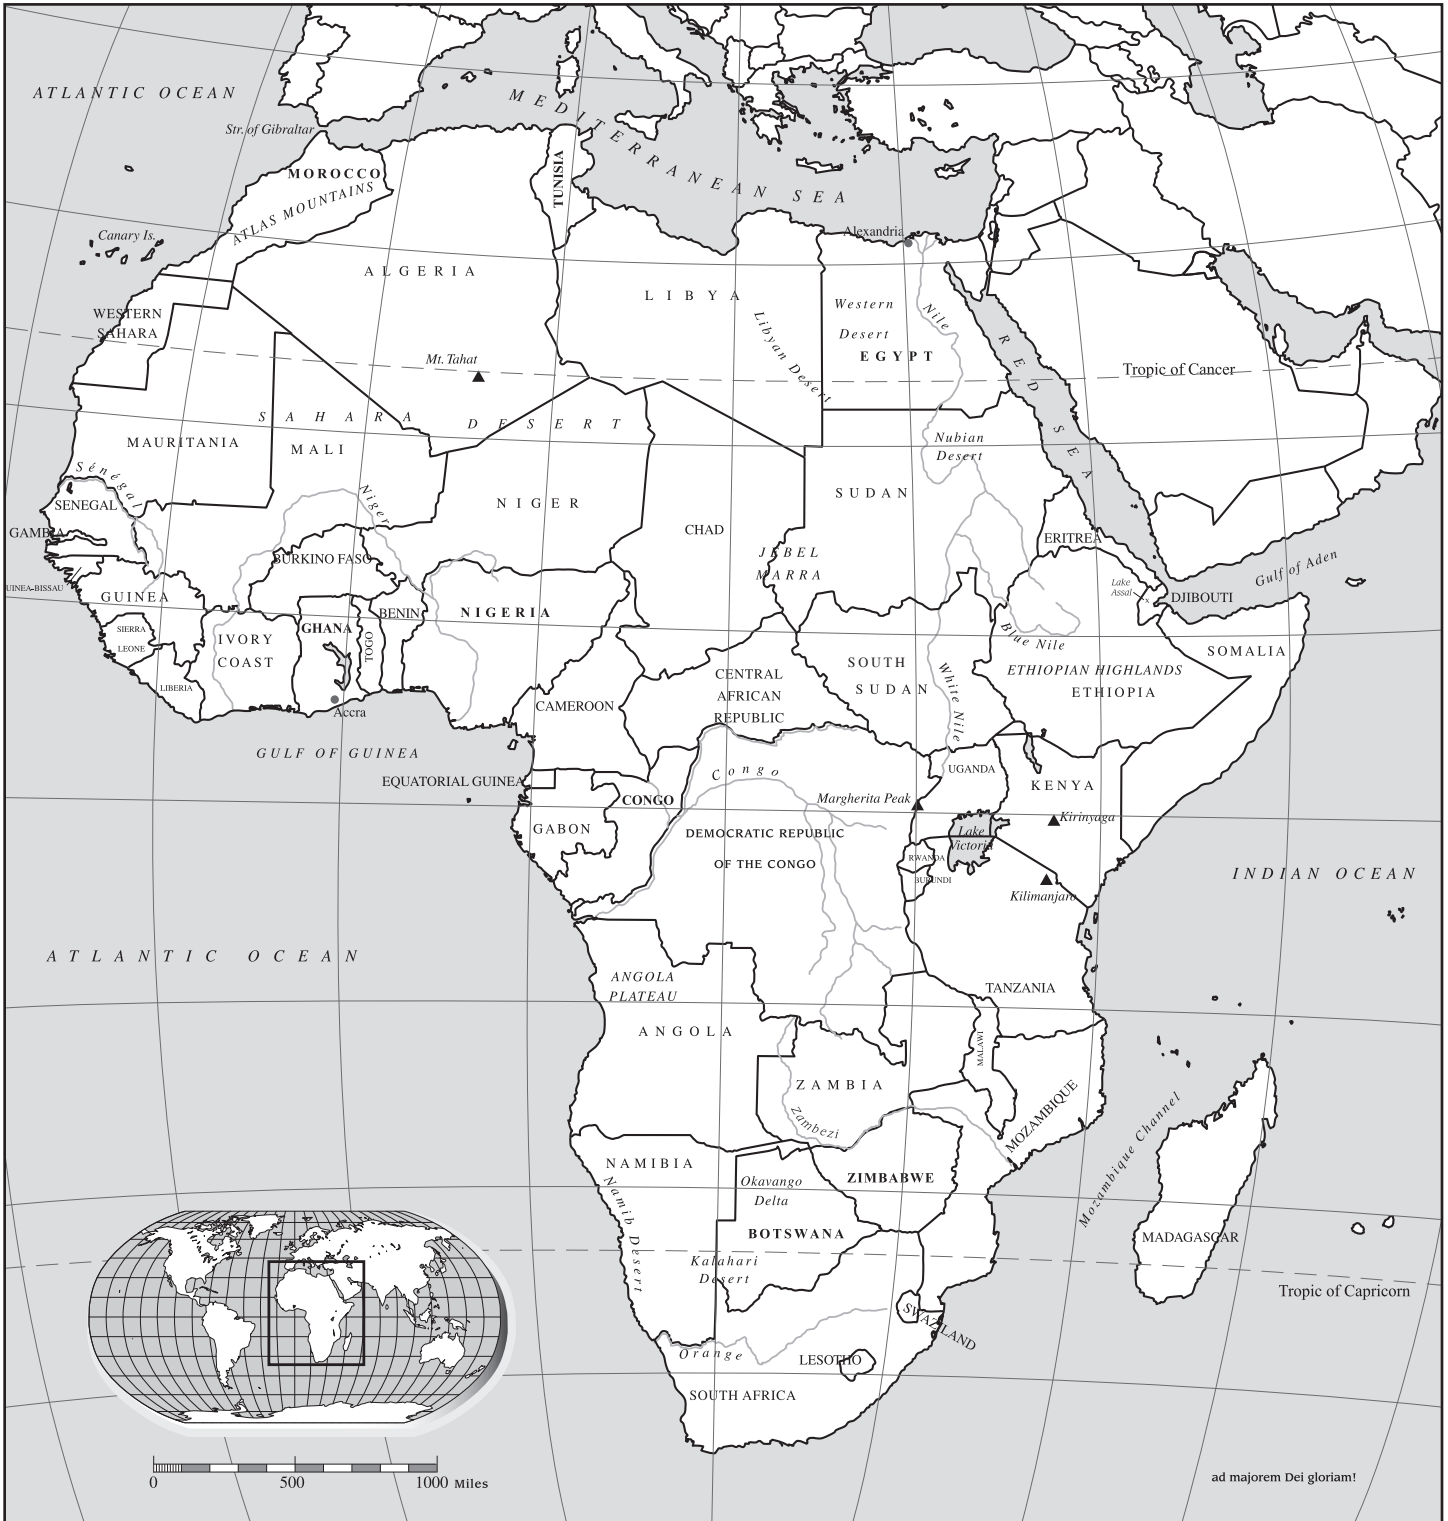 ATLANTIC OCEAN
MEDITERRANEAN SEA
Str. of Gibraltar
MOROCCO
ATLAS MOUNTAINS
TUNISIA
Canary Is.
Alexandria
ALGERIA
LIBYA
Western
Desert
Nile
EGYPT
Libyan Desert
RED SEA
WESTERN
SAHARA
Mt. Tahat
Tropic of Cancer
SAHARA DESERT
MAURITANIA
MALI
Nubian
Desert
Sénégal
SENEGAL
Niger
NIGER
SUDAN
CHAD
GAMBIA
ERITREA
JEBEL
MARRA
BURKINO FASO
Gulf of Aden
UINEA-BISSAU
GUINEA
Lake
Assal
DJIBOUTI
BENIN
NIGERIA
SIERRA
LEONE
IVORY
COAST
GHANA
TOGO
Blue Nile
SOMALIA
SOUTH
SUDAN
White Nile
ETHIOPIAN HIGHLANDS
ETHIOPIA
LIBERIA
CENTRAL
AFRICAN
REPUBLIC
CAMEROON
Accra
GULF OF GUINEA
EQUATORIAL GUINEA
Congo
UGANDA
KENYA
CONGO
Margherita Peak
Kirinyaga
GABON
DEMOCRATIC REPUBLIC
OF THE CONGO
Lake
Victoria
RWANDA
BURUNDI
Kilimanjaro
INDIAN OCEAN
ATLANTIC OCEAN
ANGOLA
PLATEAU
TANZANIA
ANGOLA
MALAWI
ZAMBIA
Zambezi
MOZAMBIQUE
Mozambique Channel
NAMIBIA
Namib Desert
Okavango
Delta
ZIMBABWE
BOTSWANA
MADAGASGAR
Kalahari
Desert
Tropic of Capricorn
SWAZILAND
Orange
LESOTHO
SOUTH AFRICA
0 500 1000 Miles
ad majorem Dei gloriam!